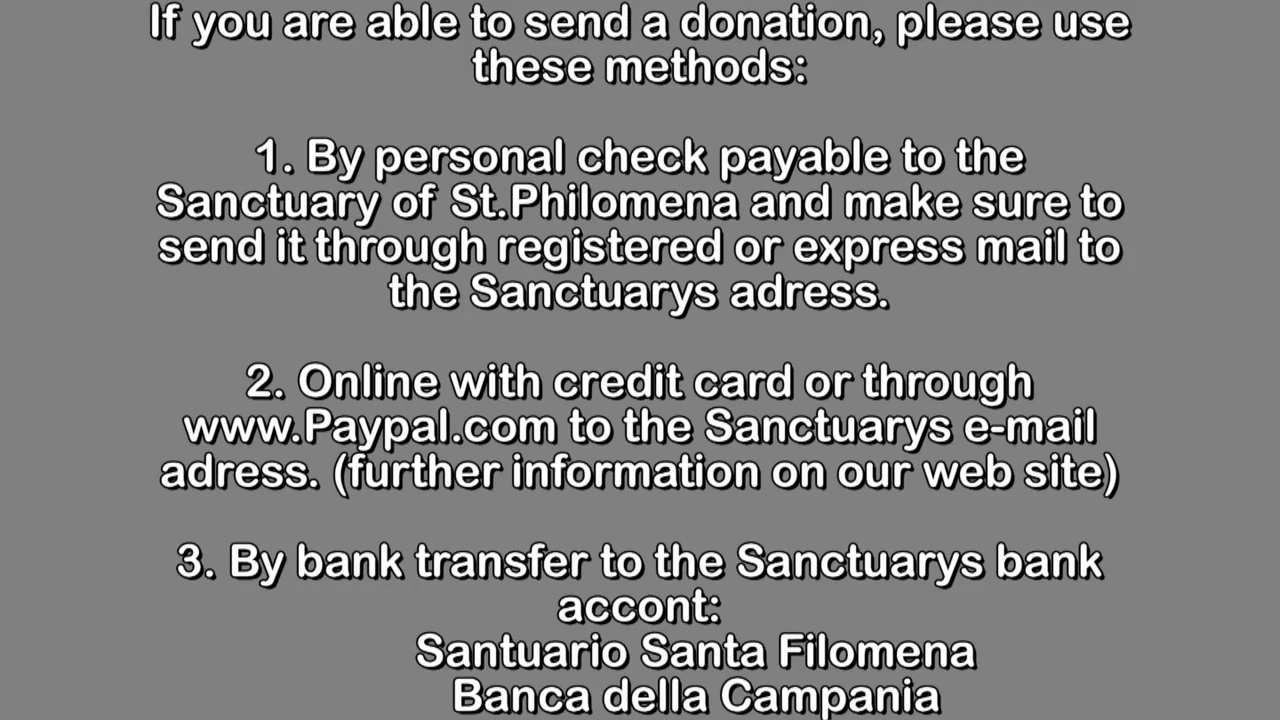 If you are able to send a donation, please use
these methods:
1. By personal check payable to the
Sanctuary of St.Philomena and make sure to
send it through registered or express mail to
the Sanctuarys adress.
2. Online with credit card or through
www.Paypal.com to the Sanctuarys e-mail
adress. (further information on our web site)
3. By bank transfer to the Sanctuarys bank
accont:
Santuario Santa Filomena
Banca della Campania